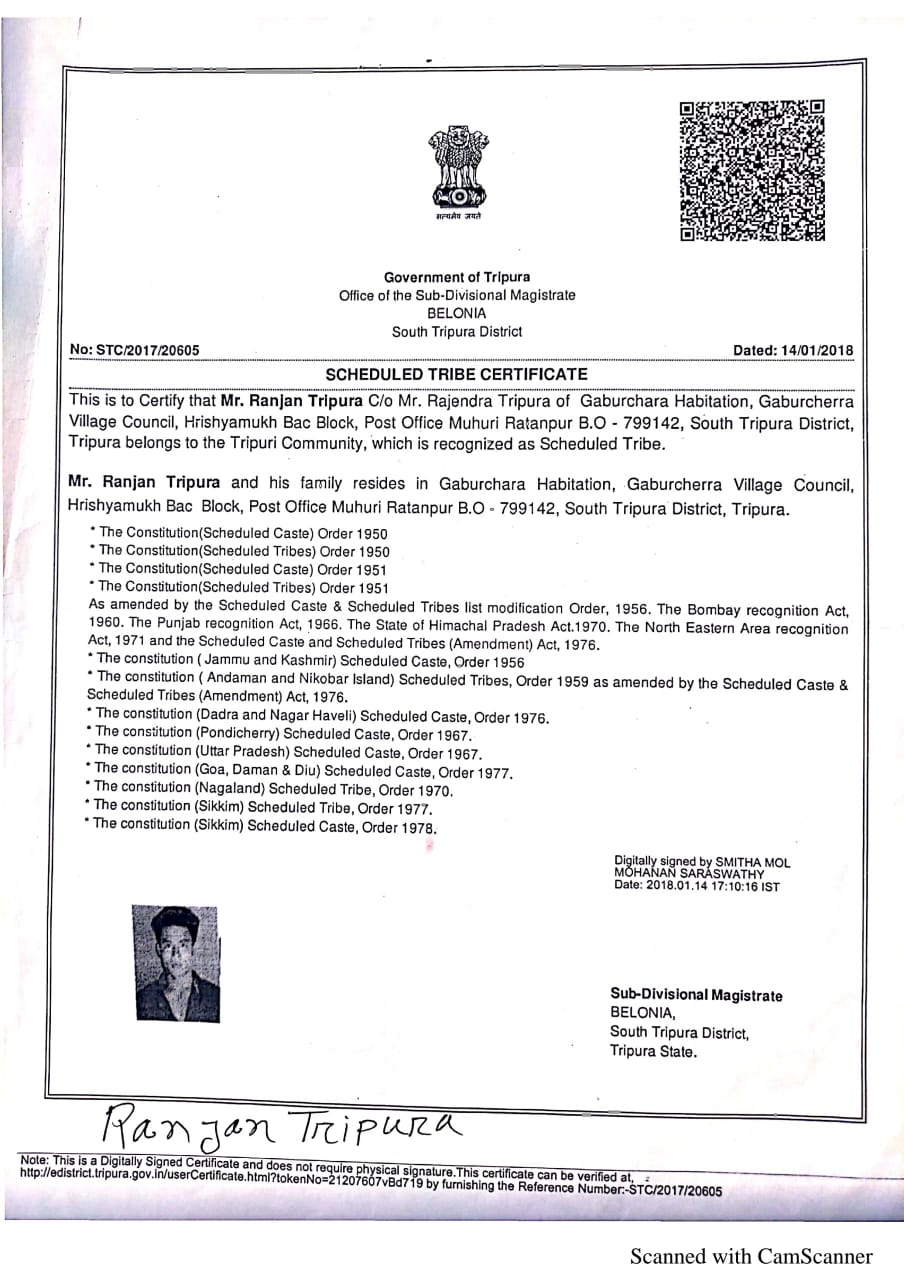 सत्यमेव जयते
Government of Tripura
Office of the Sub-Divisional Magistrate
BELONIA
South Tripura District
No: STC/2017/20605
Dated: 14/01/2018
SCHEDULED TRIBE CERTIFICATE
This is to Certify that Mr. Ranjan Tripura C/o Mr. Rajendra Tripura of Gaburchara Habitation, Gaburcherra
Village Council, Hrishyamukh Bac Block, Post Office Muhuri Ratanpur B.O - 799142, South Tripura District,
Tripura belongs to the Tripuri Community, which is recognized as Scheduled Tribe.
Mr. Ranjan Tripura and his family resides in Gaburchara Habitation, Gaburcherra Village Council,
Hrishyamukh Bac Block, Post Office Muhuri Ratanpur B.O - 799142, South Tripura District, Tripura.
* The Constitution(Scheduled Caste) Order 1950
* The Constitution(Scheduled Tribes) Order 1950
* The Constitution(Scheduled Caste) Order 1951
* The Constitution(Scheduled Tribes) Order 1951
As amended by the Scheduled Caste & Scheduled Tribes list modification Order, 1956. The Bombay recognition Act,
1960. The Punjab recognition Act, 1966. The State of Himachal Pradesh Act.1970. The North Eastern Area recognition
Act, 1971 and the Scheduled Caste and Scheduled Tribes (Amendment) Act, 1976.
* The constitution ( Jammu and Kashmir) Scheduled Caste, Order 1956
* The constitution ( Andaman and Nikobar Island) Scheduled Tribes, Order 1959 as amended by the Scheduled Caste &
Scheduled Tribes (Amendment) Act, 1976.
* The constitution (Dadra and Nagar Haveli) Scheduled Caste, Order 1976.
* The constitution (Pondicherry) Scheduled Caste, Order 1967.
* The constitution (Uttar Pradesh) Scheduled Caste, Order 1967.
* The constitution (Goa, Daman & Diu) Scheduled Caste, Order 1977.
* The constitution (Nagaland) Scheduled Tribe, Order 1970.
* The constitution (Sikkim) Scheduled Tribe, Order 1977.
* The constitution (Sikkim) Scheduled Caste, Order 1978.
Digitally signed by SMITHA MOL
MOHANAN SARASWATHY
Date: 2018.01.14 17:10:16 IST
Sub-Divisional Magistrate
BELONIA,
South Tripura District,
Tripura State.
Ranjan Tripura
Note: This is a Digitally Signed Certificate and does not require physical signature.This certificate can be verified at,
http://edistrict.tripura.gov.in/userCertificate.html?tokenNo=21207607vBd719 by furnishing the Reference Number:-STC/2017/20605
Scanned with CamScanner